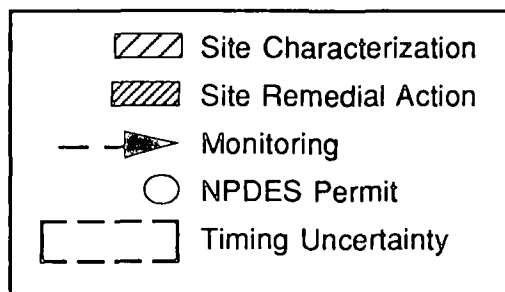 Site Characterization
Site Remedial Action
Monitoring
NPDES Permit
Timing Uncertainty